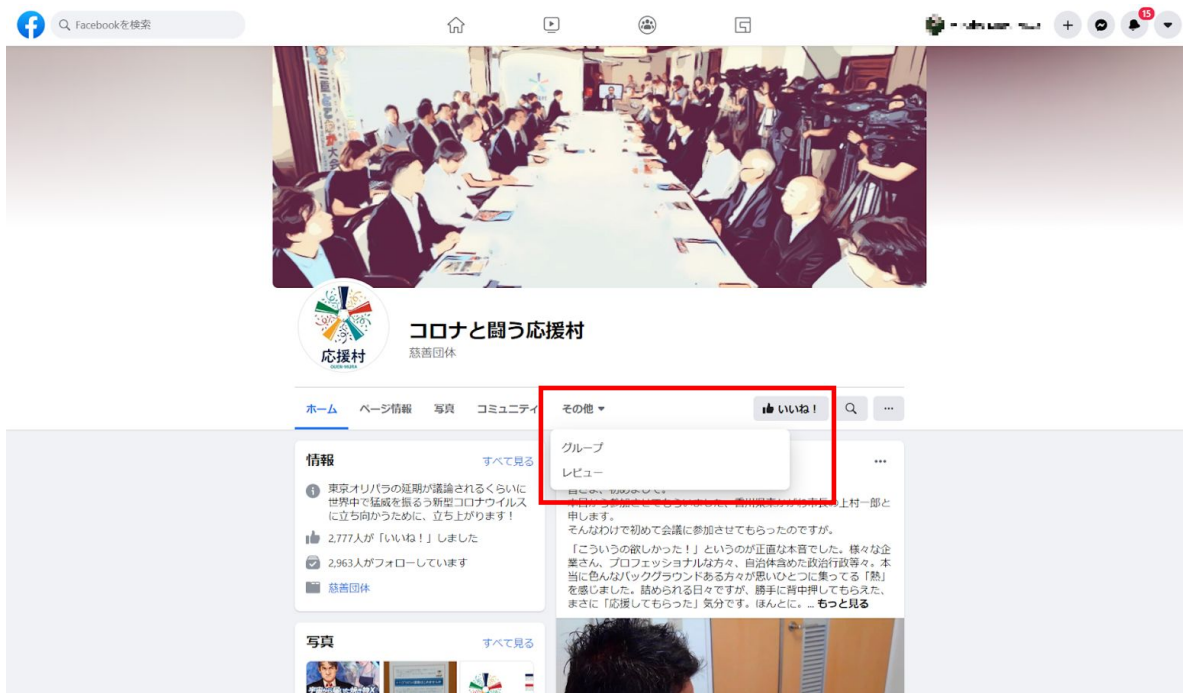 Facebookを検索
15
応援村
OUEN-MURA
コロナと闘う応援村
慈善団体
ホーム
ページ情報
写真
コミュニティ
その他
いいね！
グループ
レビュー
情報
すべて見る
東京オリパラの延期が議論されるくらいに
世界中で猛威を振るう新型コロナウイルス
に立ち向かうために、立ち上がります！
2,777人が「いいね！」しました
2,963人がフォローしています
慈善団体
写真
すべて見る
申します。
そんなわけで初めて会議に参加させてもらったのですが。
「こういうの欲しかった！」というのが正直な本音でした。様々な企
業さん、プロフェッショナルな方々、自治体含めた政治行政等々。本
当に色んなバックグラウンドある方々が思いひとつに集ってる「熱」
を感じました。詰められる日々ですが、勝手に背中押してもらえた、
まさに「応援してもらった」気分です。ほんとに。... もっと見る